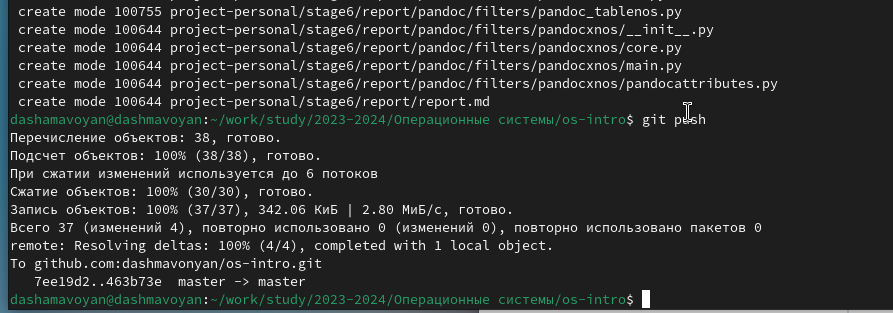 create mode 100755 project-personal/stage6/report/pandoc/filters/pandoc_tablenos.py
create mode 100644 project-personal/stage6/report/pandoc/filters/pandocxnos/__init__.py
create mode 100644 project-personal/stage6/report/pandoc/filters/pandocxnos/core.py
create mode 100644 project-personal/stage6/report/pandoc/filters/pandocxnos/main.py
create mode 100644 project-personal/stage6/report/pandoc/filters/pandocxnos/pandocattributes.py
create mode 100644 project-personal/stage6/report/report.md
dashamavoyan@dashmavoyan:~/work/study/2023-2024/Операционные системы/os-intro$ git push
Перечисление объектов: 38, готово.
Подсчет объектов: 100% (38/38), готово.
При сжатии изменений используется до 6 потоков
Сжатие объектов: 100% (30/30), готово.
Запись объектов: 100% (37/37), 342.06 КиБ | 2.80 МиБ/с, готово.
Всего 37 (изменений 4), повторно использовано 0 (изменений 0), повторно использовано пакетов 0
remote: Resolving deltas: 100% (4/4), completed with 1 local object.
To github.com:dashmavonyan/os-intro.git
7ee19d2..463b73e  master -> master
dashamavoyan@dashmavoyan:~/work/study/2023-2024/Операционные системы/os-intro$